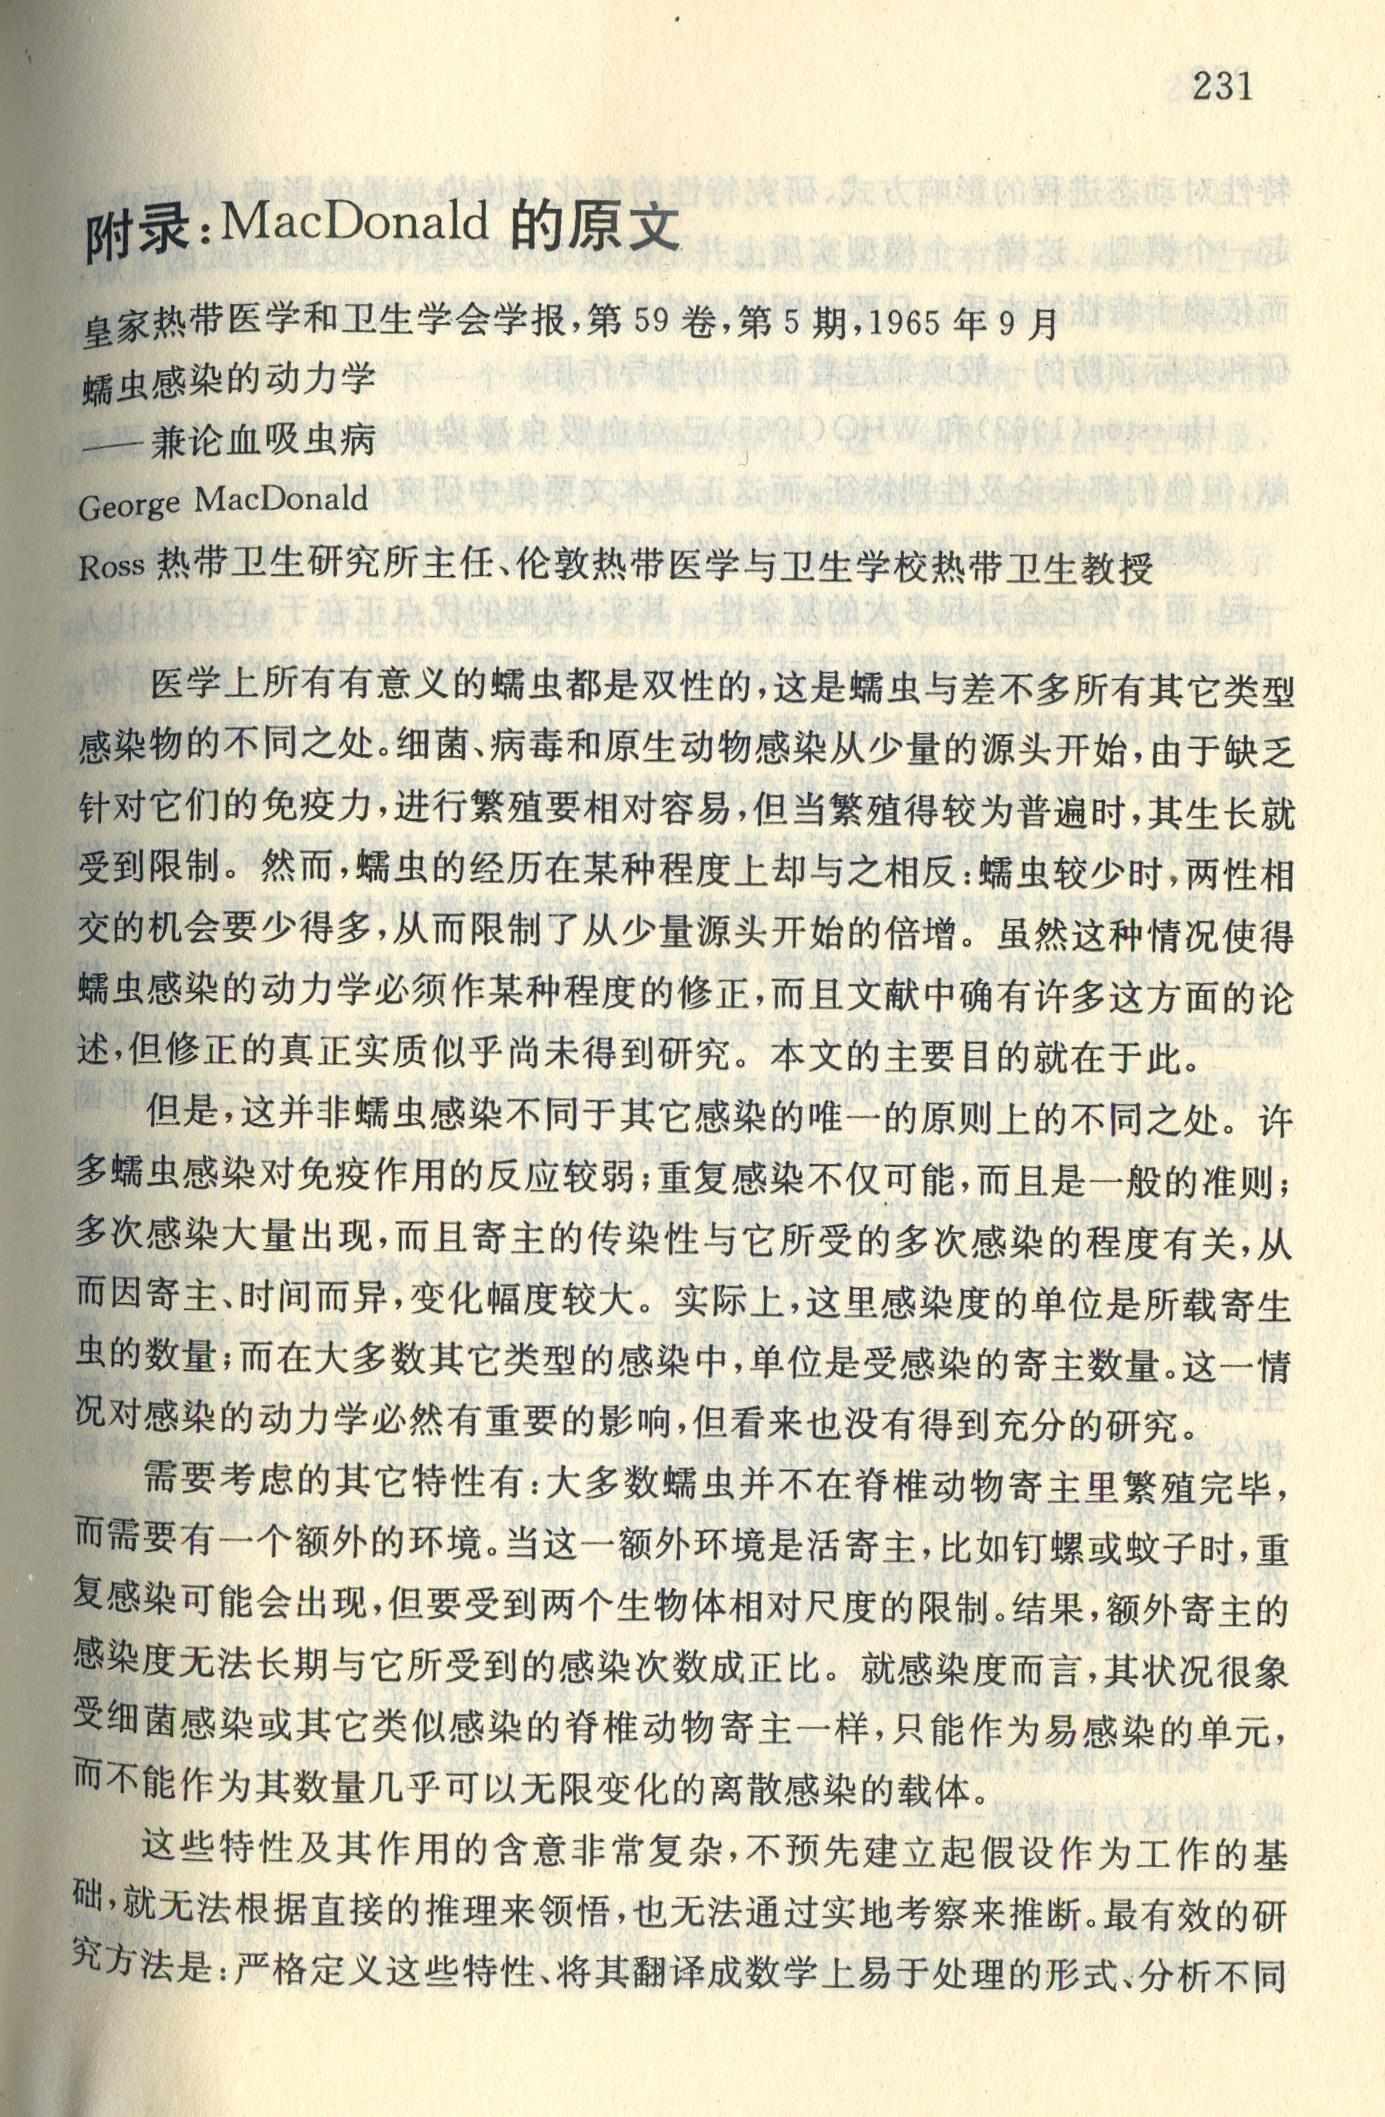 231
附录:MacDonald 的原文
皇家热带医学和卫生学会学报,第 59 卷,第 5 期,1965 年 9 月
蠕虫感染的动力学
——兼论血吸虫病
George MacDonald
Ross 热带卫生研究所主任、伦敦热带医学与卫生学校热带卫生教授
医学上所有有意义的蠕虫都是双性的,这是蠕虫与差不多所有其它类型
感染物的不同之处。细菌、病毒和原生动物感染从少量的源头开始,由于缺乏
针对它们的免疫力,进行繁殖要相对容易,但当繁殖得较为普遍时,其生长就
受到限制。然而,蠕虫的经历在某种程度上却与之相反:蠕虫较少时,两性相
交的机会要少得多,从而限制了从少量源头开始的倍增。虽然这种情况使得
蠕虫感染的动力学必须作某种程度的修正,而且文献中确有许多这方面的论
述,但修正的真正实质似乎尚未得到研究。本文的主要目的就在于此。
但是,这并非蠕虫感染不同于其它感染的唯一的原则上的不同之处。许
多蠕虫感染对免疫作用的反应较弱;重复感染不仅可能,而且是一般的准则;
多次感染大量出现,而且寄主的传染性与它所受的多次感染的程度有关,从
而因寄主、时间而异,变化幅度较大。实际上,这里感染度的单位是所载寄生
虫的数量;而在大多数其它类型的感染中,单位是受感染的寄主数量。这一情
况对感染的动力学必然有重要的影响,但看来也没有得到充分的研究。
需要考虑的其它特性有:大多数蠕虫并不在脊椎动物寄主里繁殖完毕,
而需要有一个额外的环境。当这一额外环境是活寄主,比如钉螺或蚊子时,重
复感染可能会出现,但要受到两个生物体相对尺度的限制。结果,额外寄主的
感染度无法长期与它所受到的感染次数成正比。就感染度而言,其状况很象
受细菌感染或其它类似感染的脊椎动物寄主一样,只能作为易感染的单元,
而不能作为其数量几乎可以无限变化的离散感染的载体。
这些特性及其作用的含意非常复杂,不预先建立起假设作为工作的基
础,就无法根据直接的推理来领悟,也无法通过实地考察来推断。最有效的研
究方法是:严格定义这些特性、将其翻译成数学上易于处理的形式、分析不同